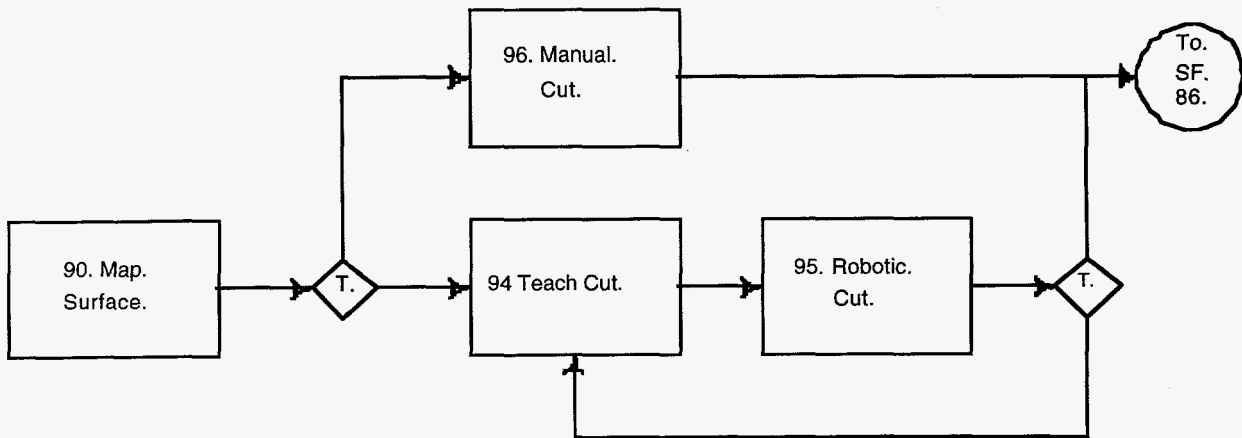 96. Manual.
Cut.
To.
SF.
86.
90. Map.
Surface.
T.
94 Teach Cut.
95. Robotic.
Cut.
T.